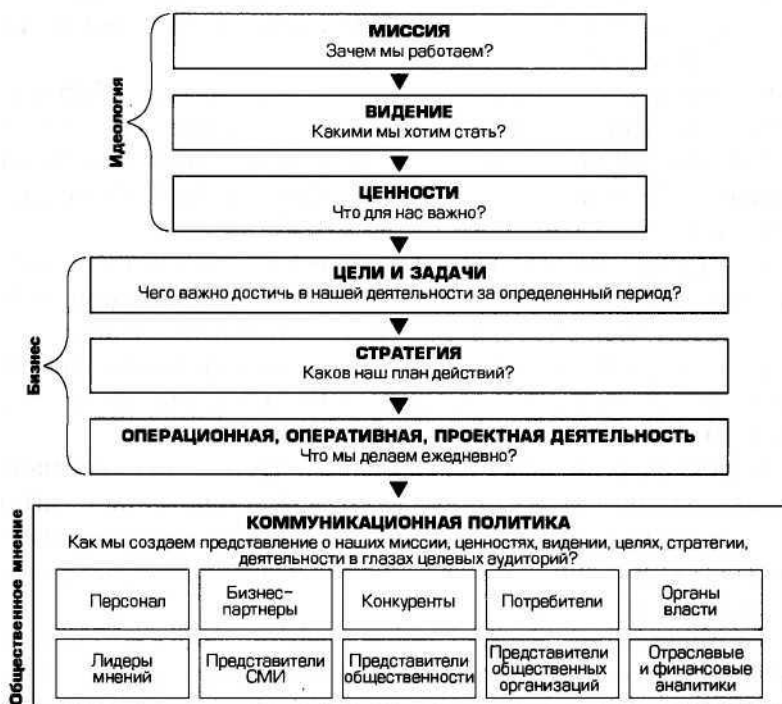 МИССИЯ
Зачем мы работаем?
ВИДЕНИЕ
Какими мы хотим стать?
ЦЕННОСТИ
Что для нас важно?
Идеология
ЦЕЛИ И ЗАДАЧИ
Чего важно достичь в нашей деятельности за определенный период?
СТРАТЕГИЯ
Каков наш план действий?
ОПЕРАЦИОННАЯ, ОПЕРАТИВНАЯ, ПРОЕКТНАЯ ДЕЯТЕЛЬНОСТЬ
Что мы делаем ежедневно?
Бизнес
КОММУНИКАЦИОННАЯ ПОЛИТИКА
Как мы создаем представление о наших миссии, ценностях, видении, целях, стратегии,
деятельности в глазах целевых аудиторий?
Персонал
Бизнес-
партнеры
Конкуренты
Потребители
Органы
власти
Лидеры
мнений
Представители
СМИ
Представители
общественности
Представители
общественных
организаций
Отраслевые
и финансовые
аналитики
Общественное мнение